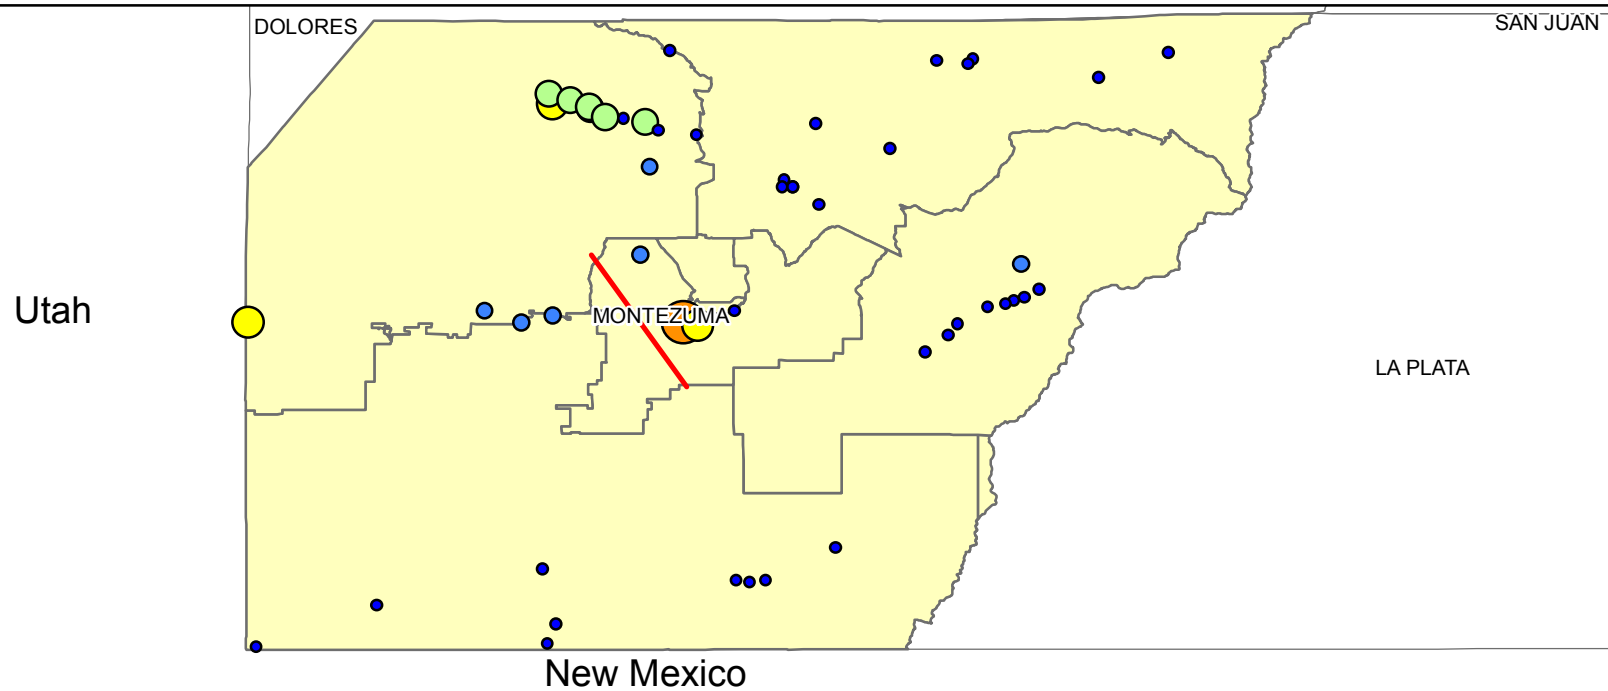 DOLORES
SAN JUAN
Utah
MONTEZUMA
LA PLATA
New Mexico